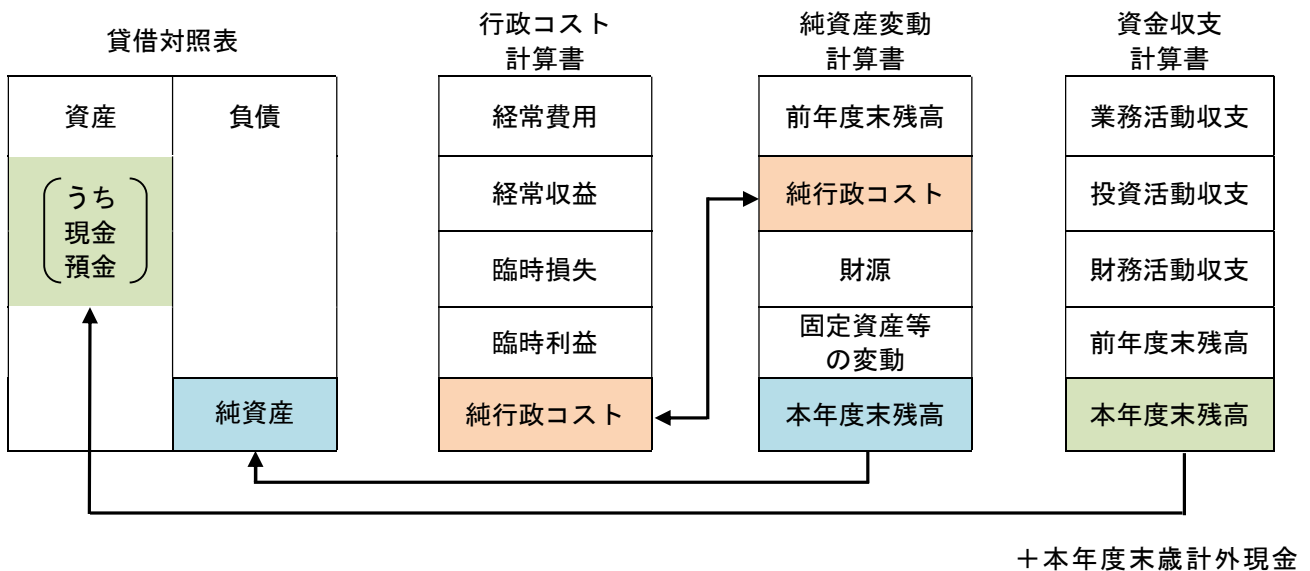 貸借対照表
資産
負債
うち
現金
預金
純資産
行政コスト
計算書
経常費用
経常収益
臨時損失
臨時利益
純行政コスト
純資産変動
計算書
前年度末残高
純行政コスト
財源
固定資産等
の変動
本年度末残高
資金収支
計算書
業務活動収支
投資活動収支
財務活動収支
前年度末残高
本年度末残高
＋本年度末歳計外現金